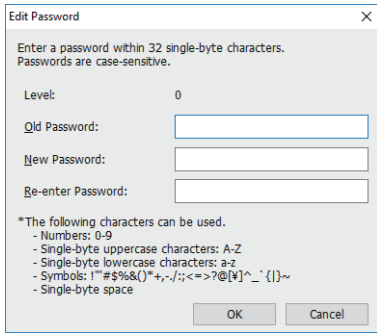 Edit Password
Enter a password within 32 single-byte characters.
Passwords are case-sensitive.
Level: 0
Old Password:
New Password:
Re-enter Password:
*The following characters can be used.
- Numbers: 0-9
- Single-byte uppercase characters: A-Z
- Single-byte lowercase characters: a-z
- Symbols: !"'#$%&()*+,-./:;<=>?@[¥]^_`{|}~
- Single-byte space
OK Cancel